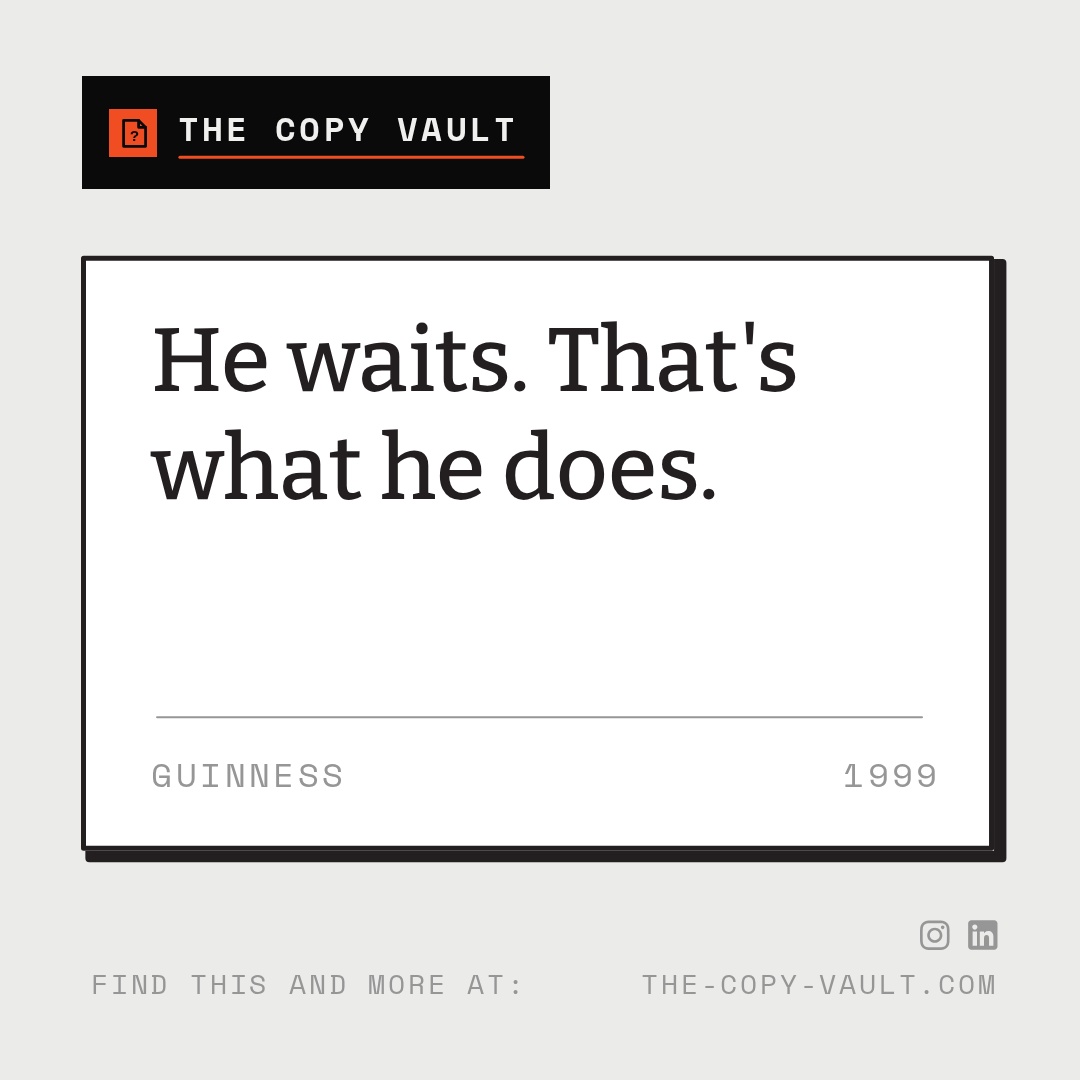 THE COPY VAULT
He waits. That's
what he does.
GUINNESS 1999
FIND THIS AND MORE AT: THE-COPY-VAULT.COM